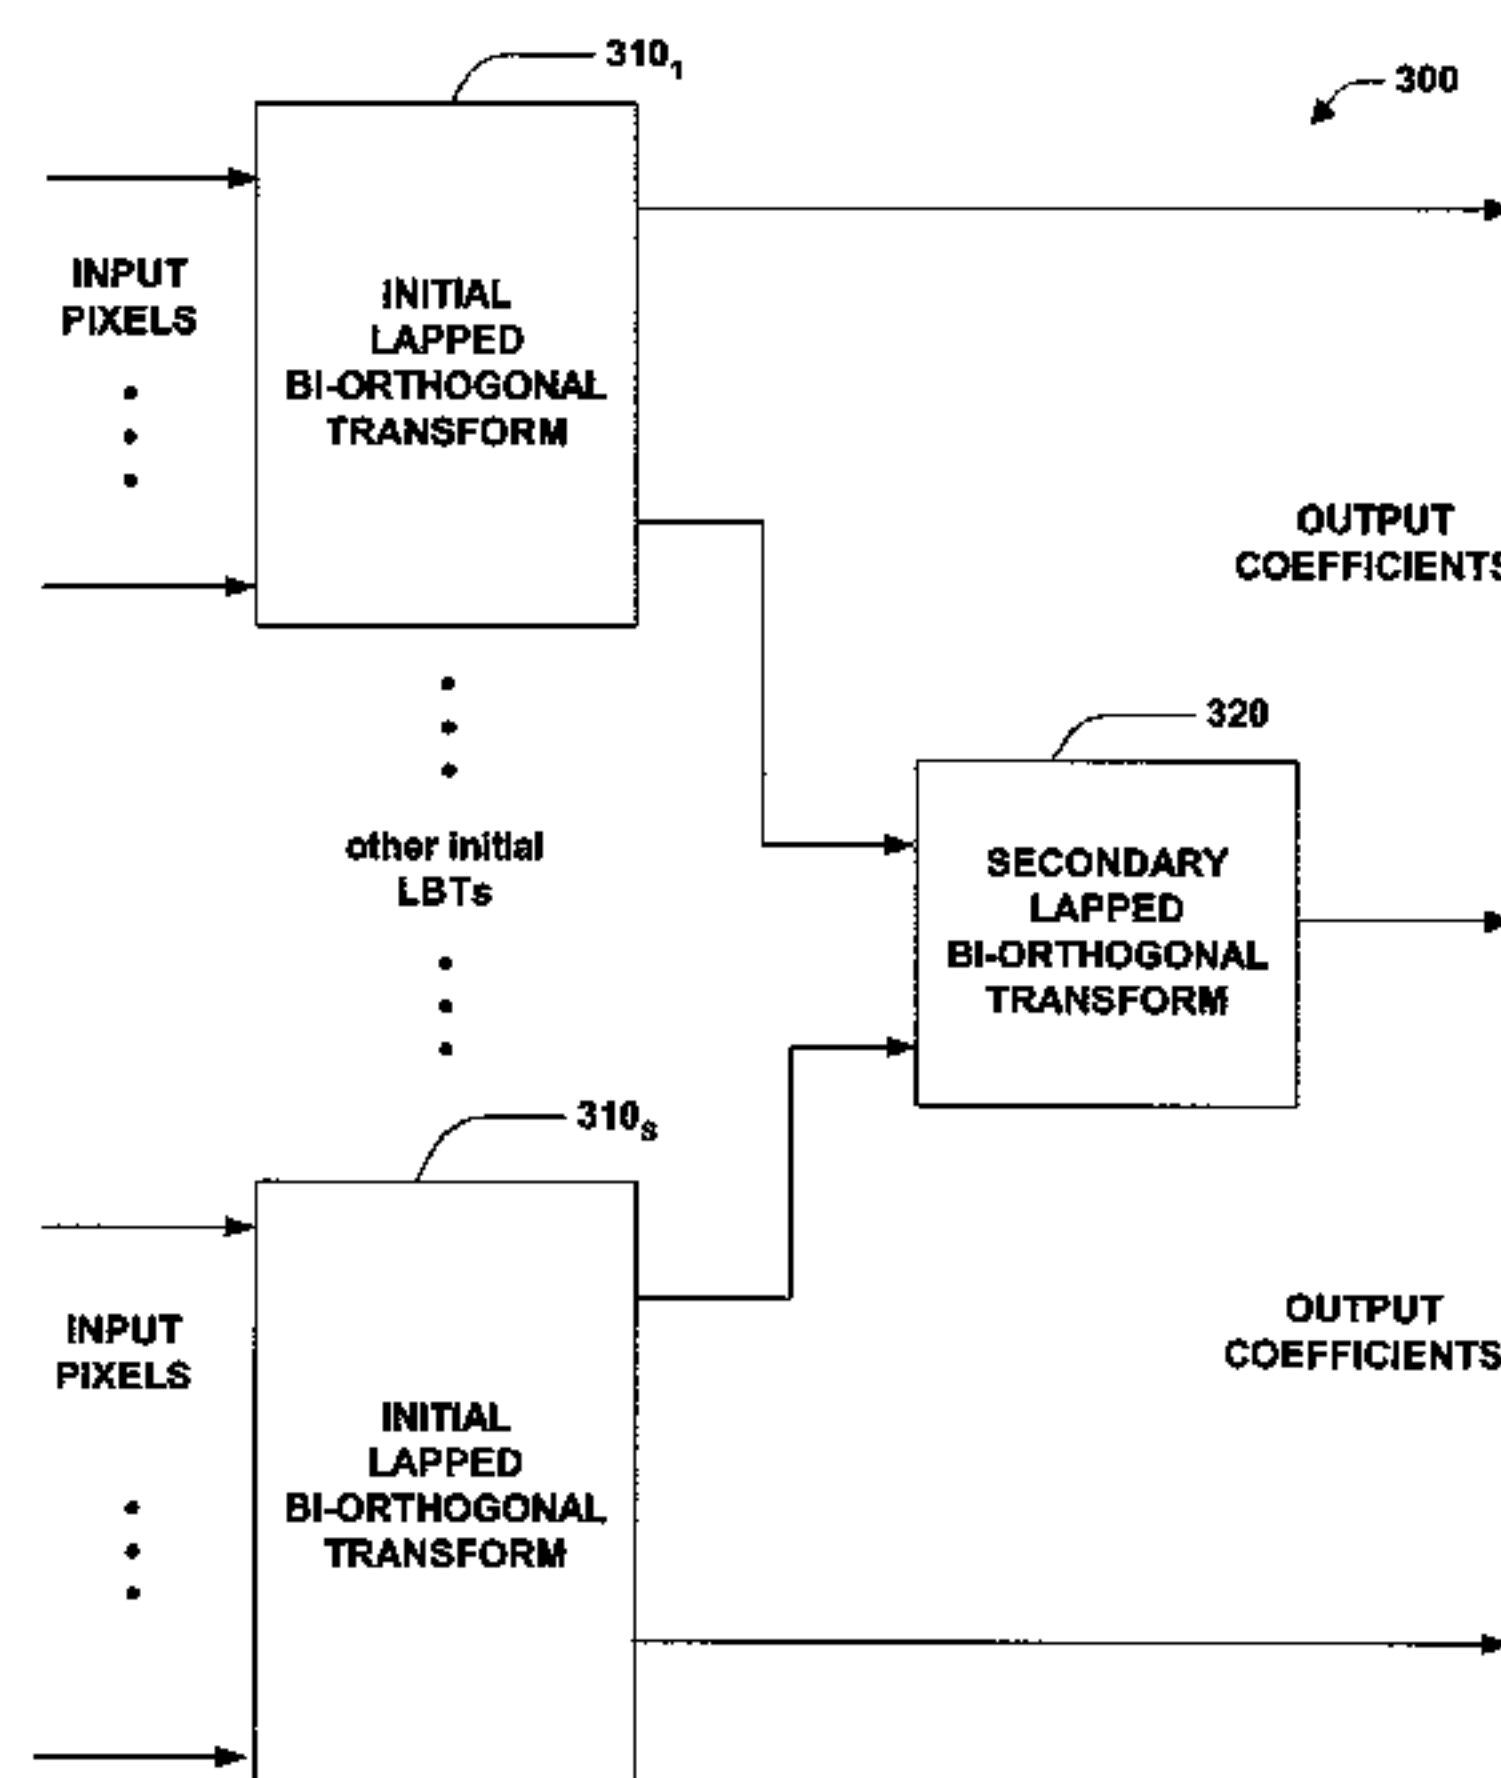 310₁
300
INPUT
PIXELS
INITIAL
LAPPED
BI-ORTHOGONAL
TRANSFORM
OUTPUT
COEFFICIENTS
320
other initial
LBTs
SECONDARY
LAPPED
BI-ORTHOGONAL
TRANSFORM
310ₛ
INPUT
PIXELS
OUTPUT
COEFFICIENTS
INITIAL
LAPPED
BI-ORTHOGONAL
TRANSFORM